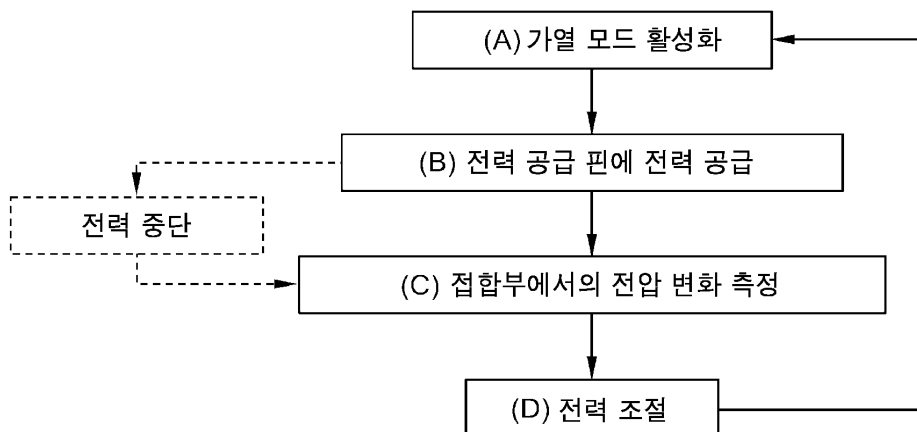 (A) 가열 모드 활성화
(B) 전력 공급 핀에 전력 공급
전력 중단
(C) 접합부에서의 전압 변화 측정
(D) 전력 조절